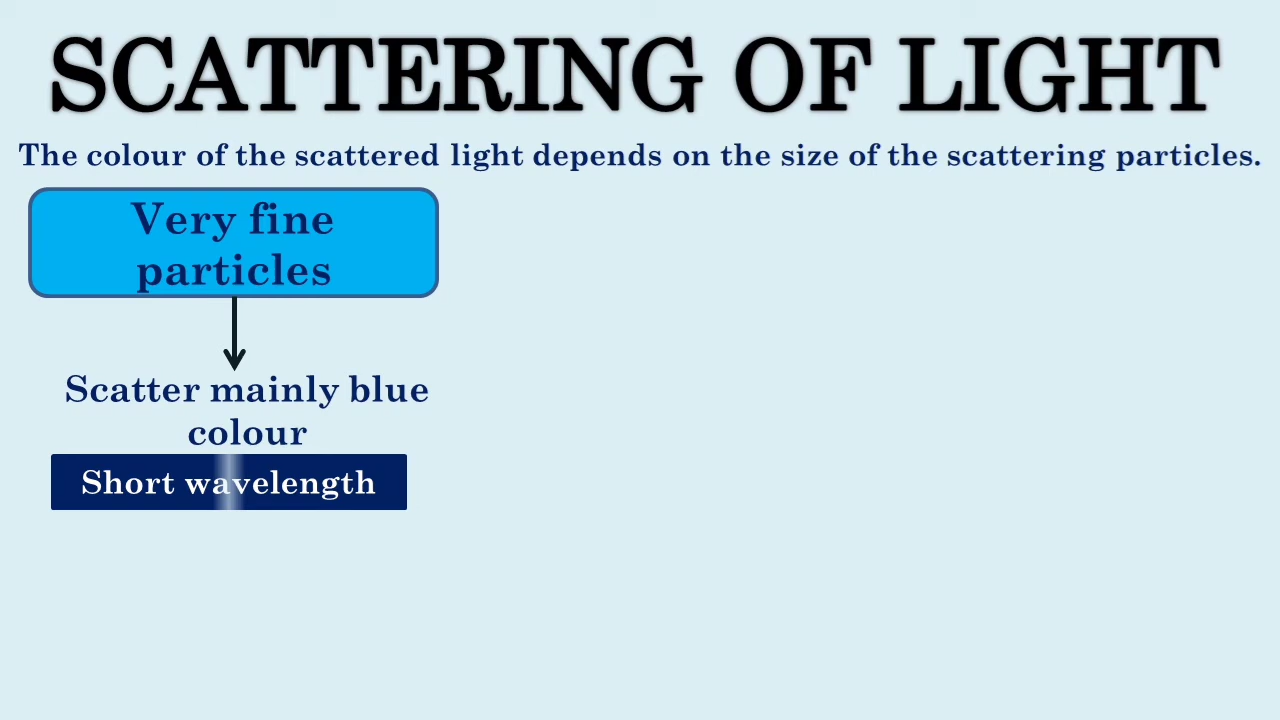 SCATTERING OF LIGHT
The colour of the scattered light depends on the size of the scattering particles.
Very fine
particles
Scatter mainly blue
colour
Short wavelength